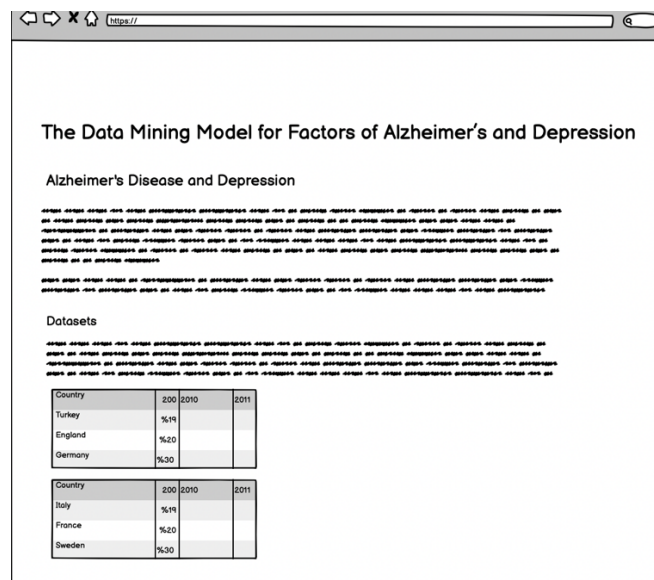 https://
The Data Mining Model for Factors of Alzheimer's and Depression
Alzheimer's Disease and Depression
Datasets
Country 200 2010 2011
Turkey %19
England %20
Germany %30
Country 200 2010 2011
Italy %19
France %20
Sweden %30